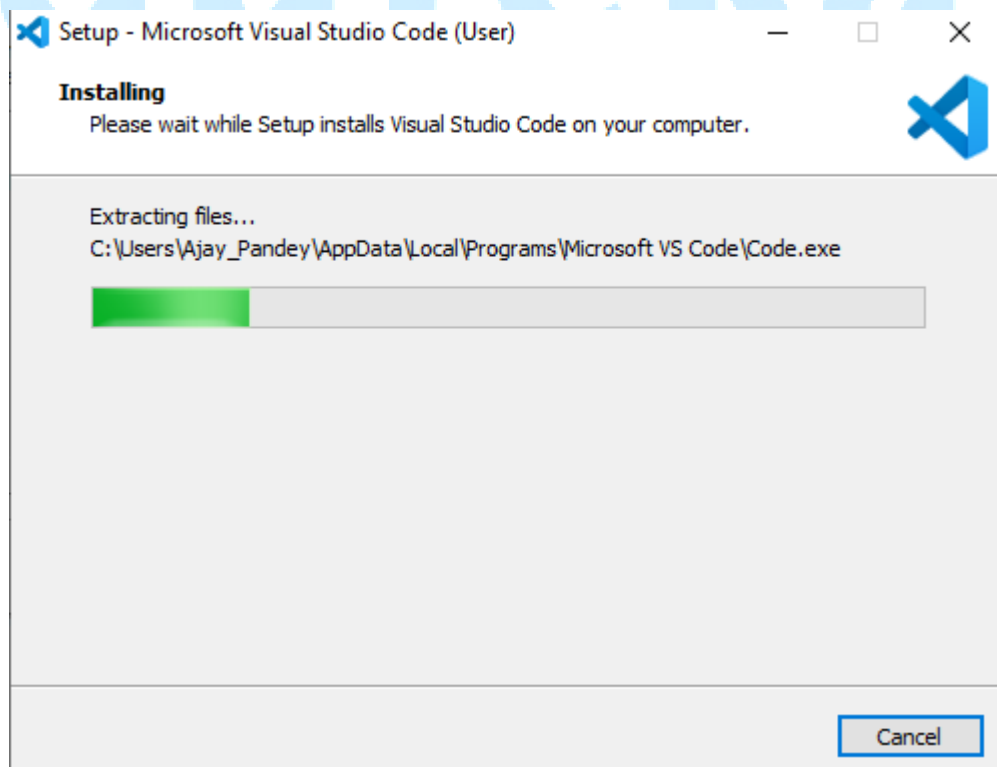 Setup - Microsoft Visual Studio Code (User)
Installing
Please wait while Setup installs Visual Studio Code on your computer.
Extracting files...
C:\Users\Ajay_Pandey\AppData\Local\Programs\Microsoft VS Code\Code.exe
Cancel